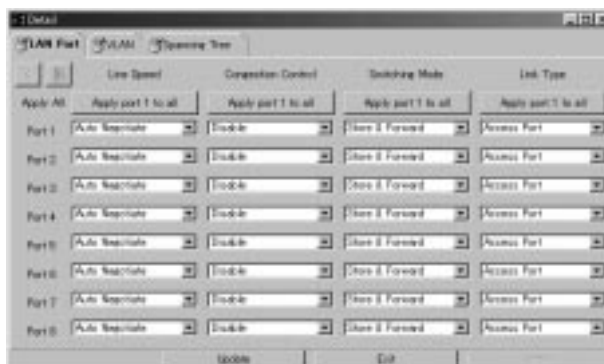 Detail
LAN Port VLAN Spanning Tree
Line Speed Congestion Control Switching Mode Link Type
Apply All Apply port 1 to all Apply port 1 to all Apply port 1 to all Apply port 1 to all
Port 1 Auto Negotiate Disable Store & Forward Access Port
Port 2 Auto Negotiate Disable Store & Forward Access Port
Port 3 Auto Negotiate Disable Store & Forward Access Port
Port 4 Auto Negotiate Disable Store & Forward Access Port
Port 5 Auto Negotiate Disable Store & Forward Access Port
Port 6 Auto Negotiate Disable Store & Forward Access Port
Port 7 Auto Negotiate Disable Store & Forward Access Port
Port 8 Auto Negotiate Disable Store & Forward Access Port
Update Exit